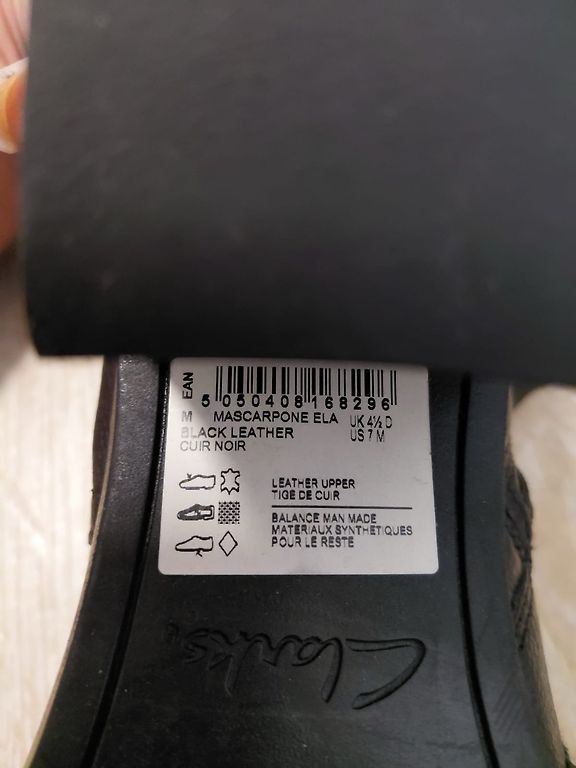 EAN
5 050408 168296
M MASCARPONE ELA UK 4½ D
BLACK LEATHER US 7 M
CUIR NOIR
LEATHER UPPER
TIGE DE CUIR
BALANCE MAN MADE
MATERIAUX SYNTHETIQUES
POUR LE RESTE
Clarks